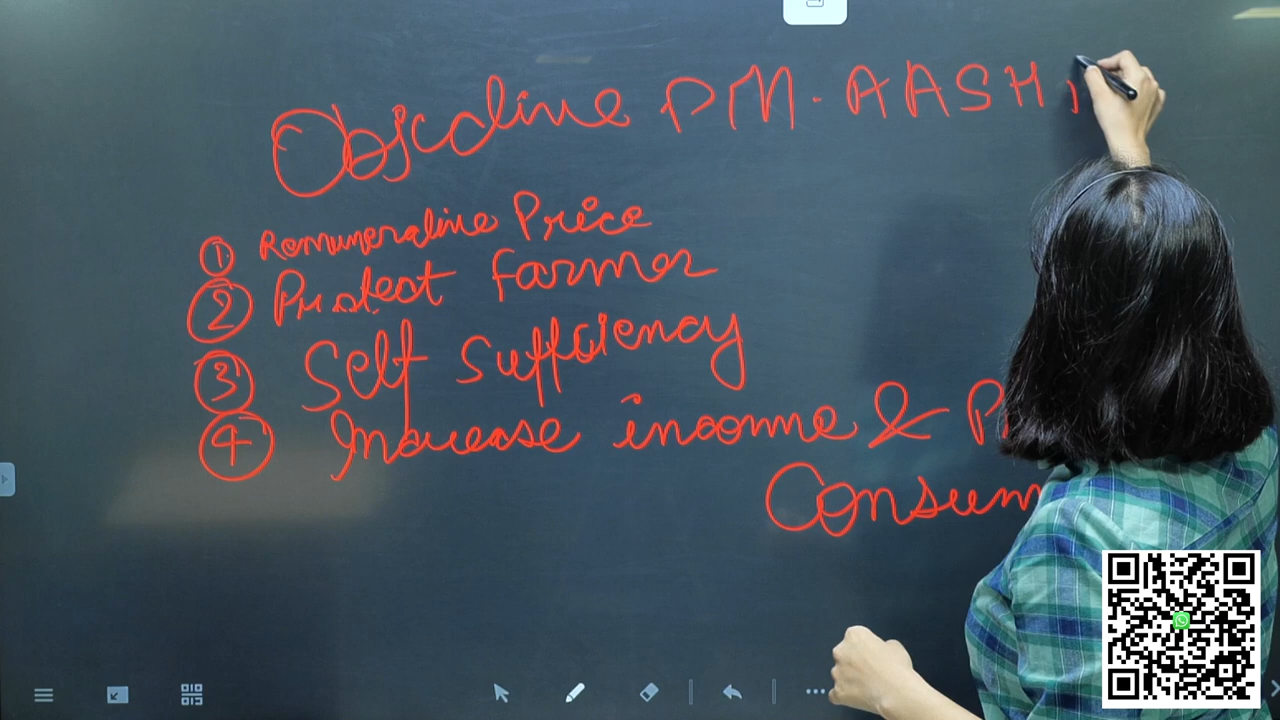 Objective PM. AASH
① Remunerative Price
② Protect farmer
③ Self sufficiency
④ Increase income & P
Consum